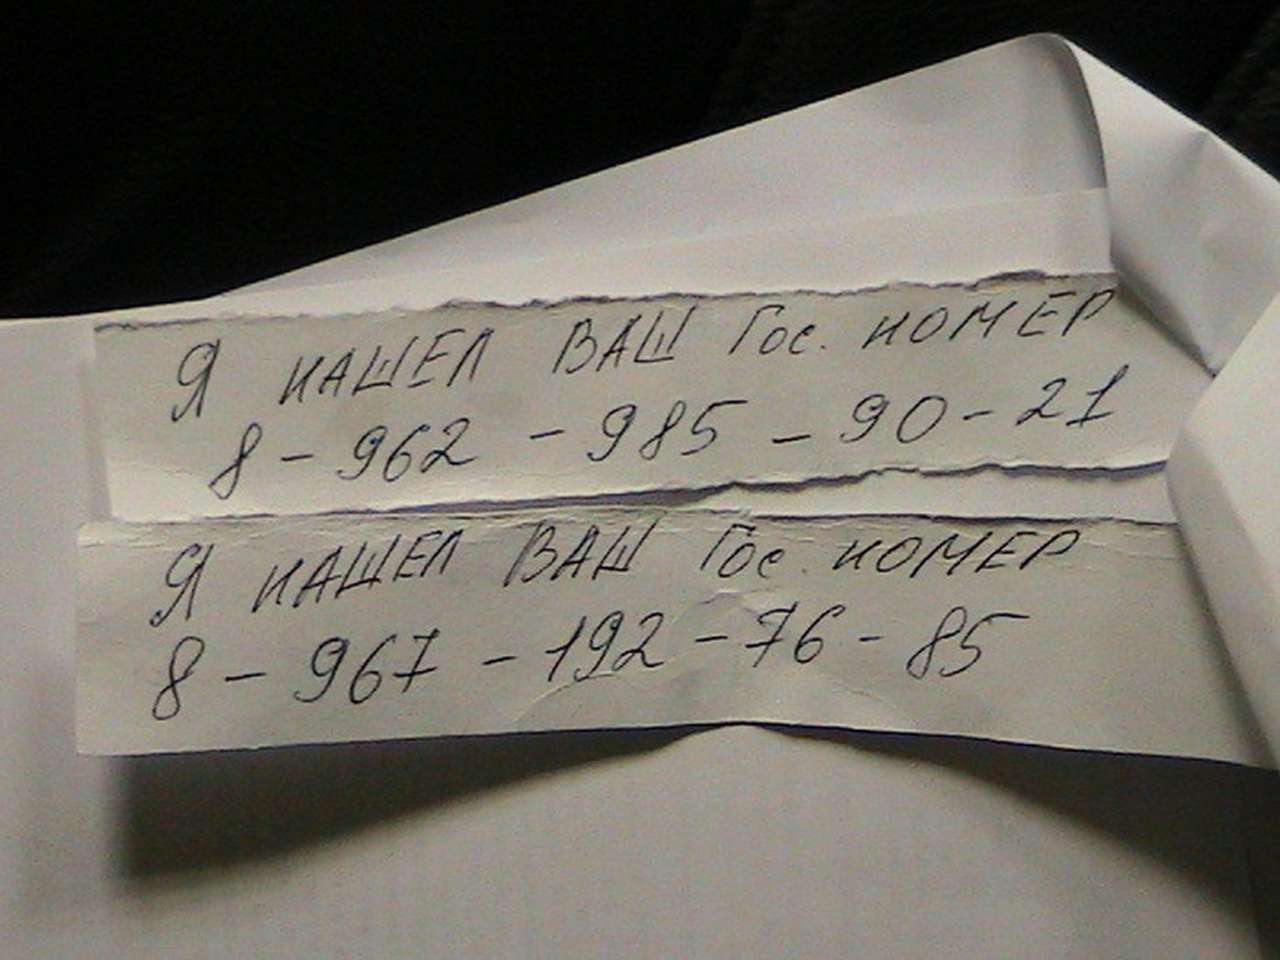 Я НАШЕЛ ВАШ Гос. НОМЕР
8 - 962 - 985 - 90 - 21
Я НАШЕЛ ВАШ Гос. НОМЕР
8 - 967 - 192 - 76 - 85